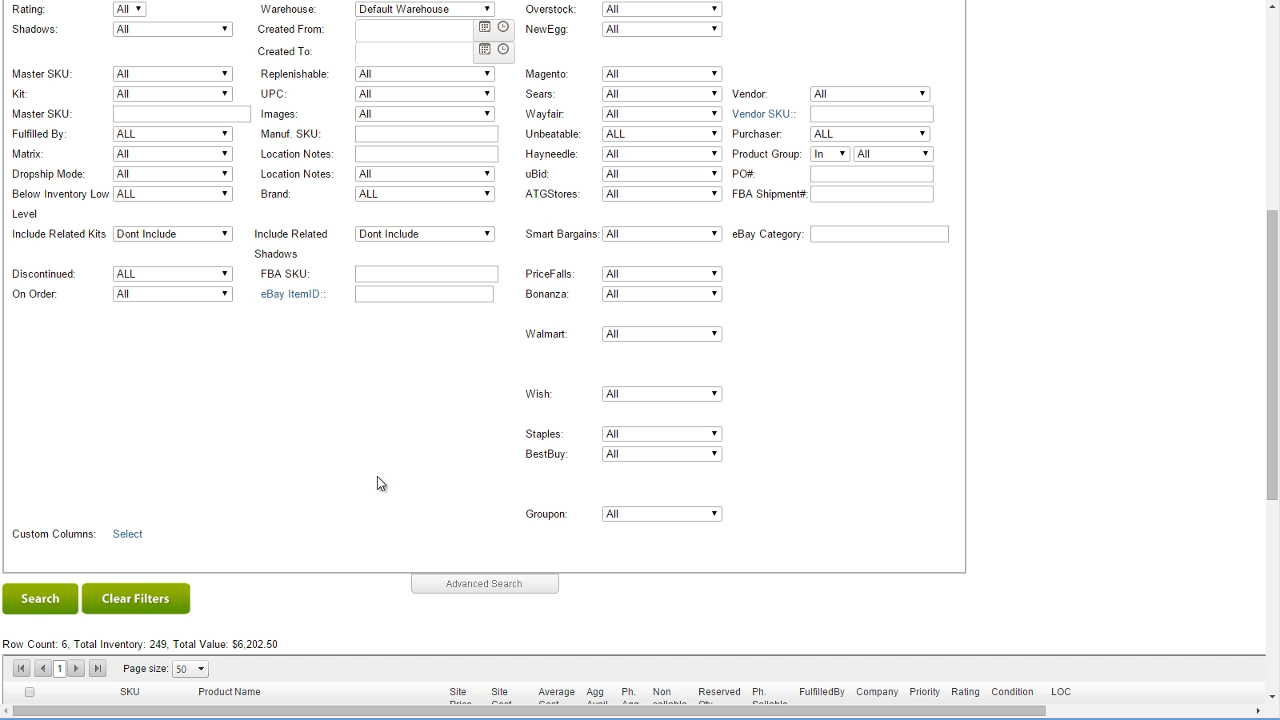 Rating: All Warehouse: Default Warehouse Overstock: All
Shadows: All Created From: NewEgg: All
Created To:
Master SKU: All Replenishable: All Magento: All
Kit: All UPC: All Sears: All Vendor: All
Master SKU: Images: All Wayfair: All Vendor SKU::
Fulfilled By: ALL Manuf. SKU: Unbeatable: ALL Purchaser: ALL
Matrix: All Location Notes: Hayneedle: All Product Group: In All
Dropship Mode: All Location Notes: All uBid: All PO#:
Below Inventory Low Level ALL Brand: ALL ATGStores: All FBA Shipment#:
Include Related Kits Dont Include Include Related Shadows Dont Include Smart Bargains: All eBay Category:
Discontinued: ALL FBA SKU: PriceFalls: All
On Order: All eBay ItemID:: Bonanza: All
Walmart: All
Wish: All
Staples: All
BestBuy: All
Groupon: All
Custom Columns: Select
Advanced Search
Search Clear Filters
Row Count: 6, Total Inventory: 249, Total Value: $6,202.50
1 Page size: 50
SKU Product Name Site Price Site Cost Average Cost Agg Avail Ph. Agg Non sellable Reserved Qty Ph. Sellable FulfilledBy Company Priority Rating Condition LOC